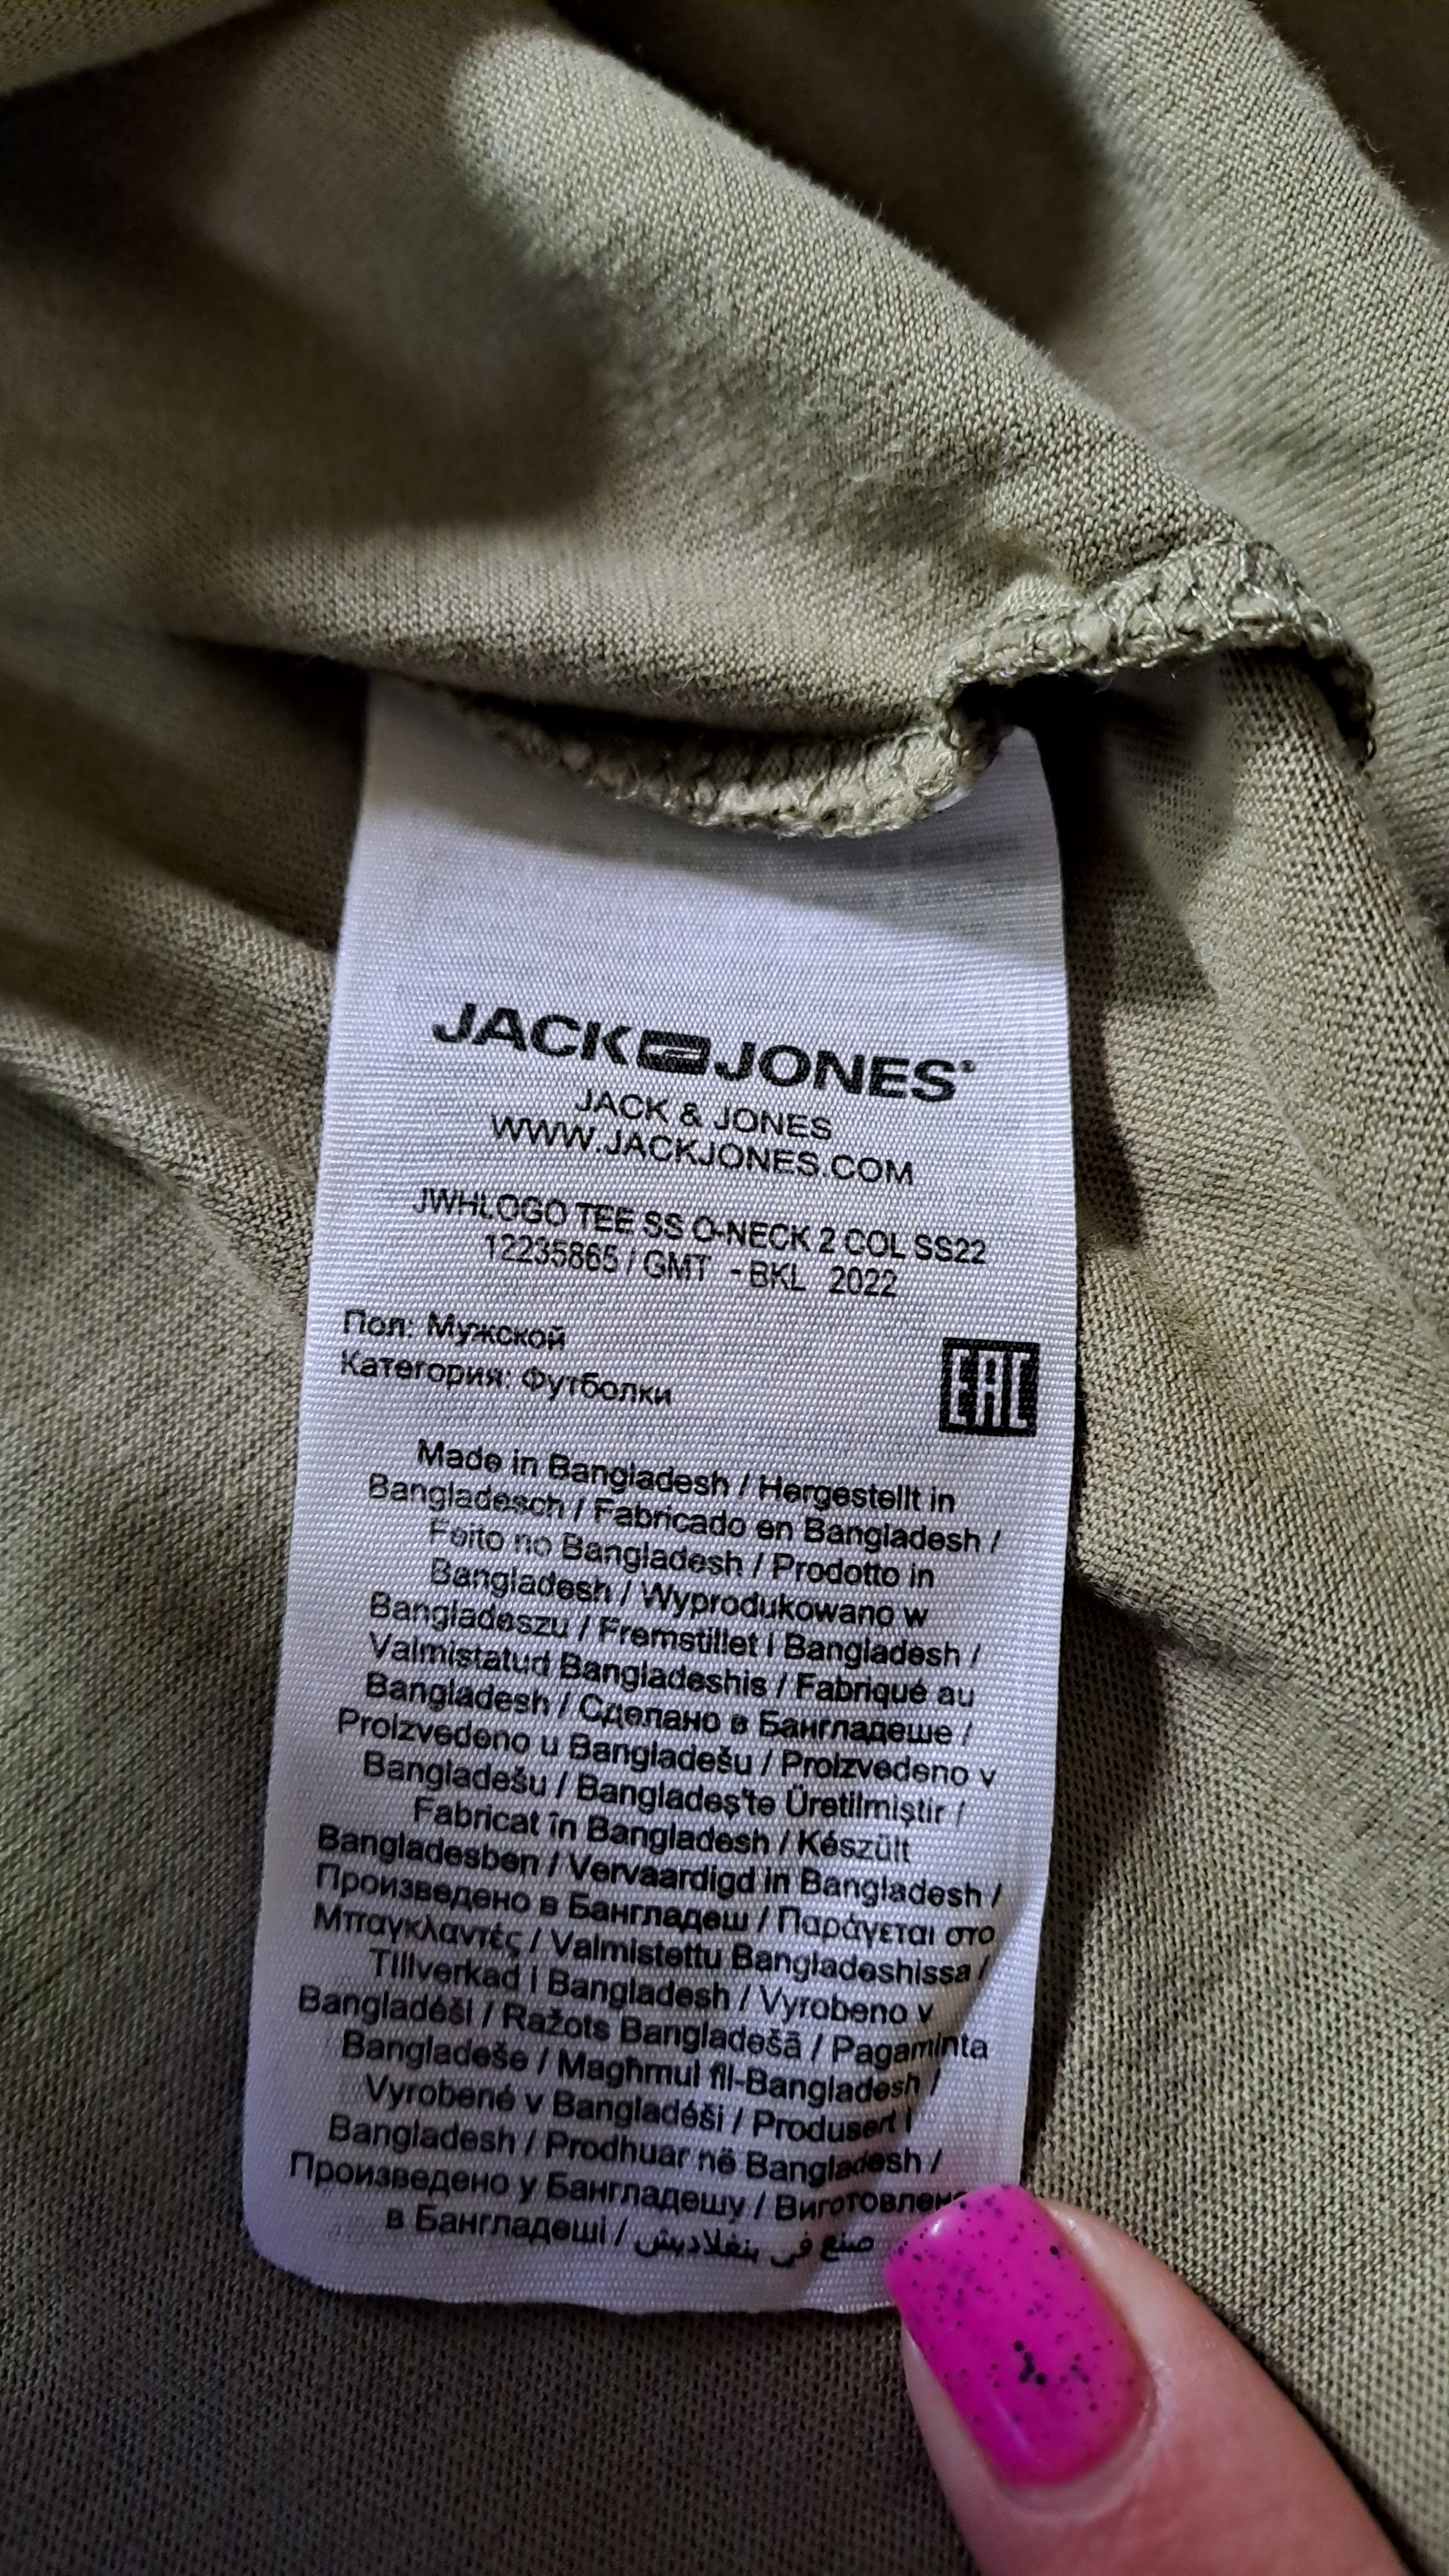 JACK JONES®
JACK & JONES
WWW.JACKJONES.COM
JWHLOGO TEE SS O-NECK 2 COL SS22
12235865 / GMT - BKL 2022
Пол: Мужской
Категория: Футболки
EAC
Made in Bangladesh / Hergestellt in
Bangladesch / Fabricado en Bangladesh /
Feito no Bangladesh / Prodotto in
Bangladesh / Wyprodukowano w
Bangladeszu / Fremstillet i Bangladesh /
Valmistatud Bangladeshis / Fabriqué au
Bangladesh / Сделано в Бангладеше /
Proizvedeno u Bangladešu / Proizvedeno v
Bangladešu / Bangladeş'te Üretilmiştir /
Fabricat în Bangladesh / Készült
Bangladesben / Vervaardigd in Bangladesh /
Произведено в Бангладеш / Παράγεται στο
Μπαγκλαντές / Valmistettu Bangladeshissa /
Tillverkad i Bangladesh / Vyrobeno v
Bangladéši / Ražots Bangladešā / Pagaminta
Bangladeše / Maghmul fil-Bangladesh /
Vyrobené v Bangladéši / Produsert i
Bangladesh / Prodhuar në Bangladesh /
Произведено у Бангладешу / Виготовлено
в Бангладеші / صنع في بنغلاديش